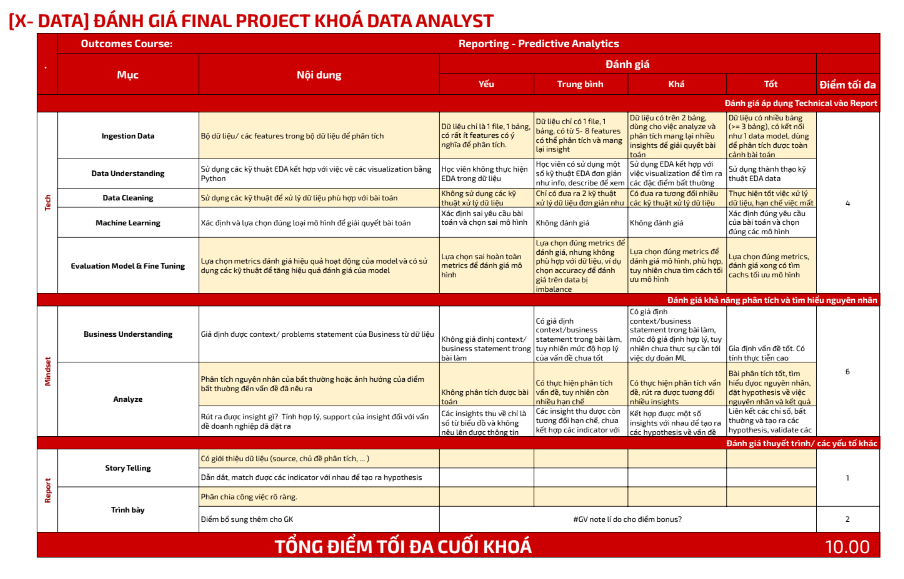 [X- DATA] ĐÁNH GIÁ FINAL PROJECT KHOÁ DATA ANALYST
Outcomes Course:
Reporting - Predictive Analytics
Mục
Nội dung
Đánh giá
Yếu
Trung bình
Khá
Tốt
Điểm tối đa
Đánh giá áp dụng Technical vào Report
Tech
Ingestion Data
Bộ dữ liệu/ các features trong bộ dữ liệu để phân tích
Dữ liệu chỉ là 1 file, 1 bảng,
có rất ít features có ý
nghĩa để phân tích.
Dữ liệu chỉ có 1 file, 1
bảng, có từ 5- 8 features
có thể phân tích và mang
lại insight
Dữ liệu có trên 2 bảng,
dùng cho việc analyze và
phân tích mang lại nhiều
insights để giải quyết bài
toán
Dữ liệu có nhiều bảng
(>= 3 bảng), có kết nối
như 1 data model, dùng
để phân tích được toàn
cảnh bài toán
4
Data Understanding
Sử dụng các kỹ thuật EDA kết hợp với việc vẽ các visualization bằng
Python
Học viên không thực hiện
EDA trong dữ liệu
Học viên có sử dụng một
số kỹ thuật EDA đơn giản
như info, describe để xem
Sử dụng EDA kết hợp với
việc visualization để tìm ra
các đặc điểm bất thường
Sử dụng thành thạo kỹ
thuật EDA data
Data Cleaning
Sử dụng các kỹ thuật để xử lý dữ liệu phù hợp với bài toán
Không sử dụng các kỹ
thuật xử lý dữ liệu
Chỉ có đưa ra 2 kỹ thuật
xử lý dữ liệu đơn giản như
Có đưa ra tương đối nhiều
các kỹ thuật xử lý dữ liệu
Thực hiện tốt việc xử lý
dữ liệu, hạn chế việc mất
Machine Learning
Xác định và lựa chọn đúng loại mô hình để giải quyết bài toán
Xác định sai yêu cầu bài
toán và chọn sai mô hình
Không đánh giá
Không đánh giá
Xác định đúng yêu cầu
của bài toán và chọn
đúng các mô hình
Evaluation Model & Fine Tuning
Lựa chọn metrics đánh giá hiệu quả hoạt động của model và có sử
dụng các kỹ thuật để tăng hiệu quả đánh giá của model
Lựa chọn sai hoàn toàn
metrics để đánh giá mô
hình
Lựa chọn đúng metrics để
đánh giá, nhưng không
phù hợp với dữ liệu, ví dụ
chọn accuracy để đánh
giá trên data bị
imbalance
Lựa chọn đúng metrics để
đánh giá mô hình, phù hợp,
tuy nhiên chưa tìm cách tối
ưu mô hình
Lựa chọn đúng metrics,
đánh giá xong có tìm
cachs tối ưu mô hình
Đánh giá khả năng phân tích và tìm hiểu nguyên nhân
Mindset
Business Understanding
Giả định được context/ problems statement của Business từ dữ liệu
Không giả đinhj context/
business statement trong
bài làm
Có giả định
context/business
statement trong bài làm,
tuy nhiên mức độ hợp lý
của vấn đề chưa tốt
Có giả định
context/business
statement trong bài làm,
mức độ giả định hợp lý, tuy
nhiên chưa thực sự cần tới
việc dự đoán ML
Gỉa định vấn đề tốt. Có
tính thực tiễn cao
6
Analyze
Phân tích nguyên nhân của bất thường hoặc ảnh hưởng của điểm
bất thường đến vấn đề đã nêu ra
Không phân tích được bài
toán
Có thực hiện phân tích
vấn đề, tuy nhiên còn
nhiều hạn chế
Có thực hiện phân tích vấn
đề, rút ra được tương đối
nhiều insights
Bài phân tích tốt, tìm
hiểu được nguyên nhân,
đặt hypothesis về việc
nguyên nhân và kết quả
Rút ra được insight gì? Tính hợp lý, support của insight đối với vấn
đề doanh nghiệp đã đặt ra
Các insights thu về chỉ là
số từ biểu đồ và không
nêu lên được thông tin
Các insight thu được còn
tương đối hạn chế, chưa
kết hợp các indicator với
Kết hợp được một số
insights với nhau để tạo ra
các hypothesis về vấn đề
Liên kết các chỉ số, bất
thường và tạo ra các
hypothesis, validate các
Đánh giá thuyết trình/ các yếu tố khác
Report
Story Telling
Có giới thiệu dữ liệu (source, chủ đề phân tích, ... )
Dẫn dắt, match được các indicator với nhau để tạo ra hypothesis
1
Trình bày
Phân chia công việc rõ ràng.
Điểm bổ sung thêm cho GK
#GV note lí do cho điểm bonus?
2
TỔNG ĐIỂM TỐI ĐA CUỐI KHOÁ
10.00